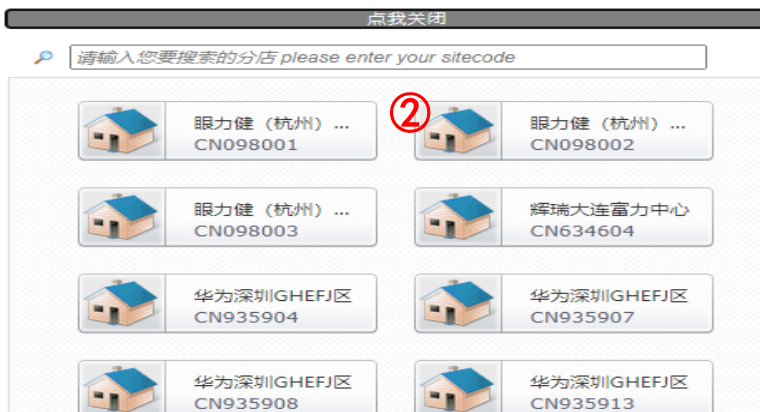 点我关闭
请输入您要搜索的分店 please enter your sitecode
眼力健（杭州）...
CN098001
②
眼力健（杭州）...
CN098002
眼力健（杭州）...
CN098003
辉瑞大连富力中心
CN634604
华为深圳GHEFJ区
CN935904
华为深圳GHEFJ区
CN935907
华为深圳GHEFJ区
CN935908
华为深圳GHEFJ区
CN935913